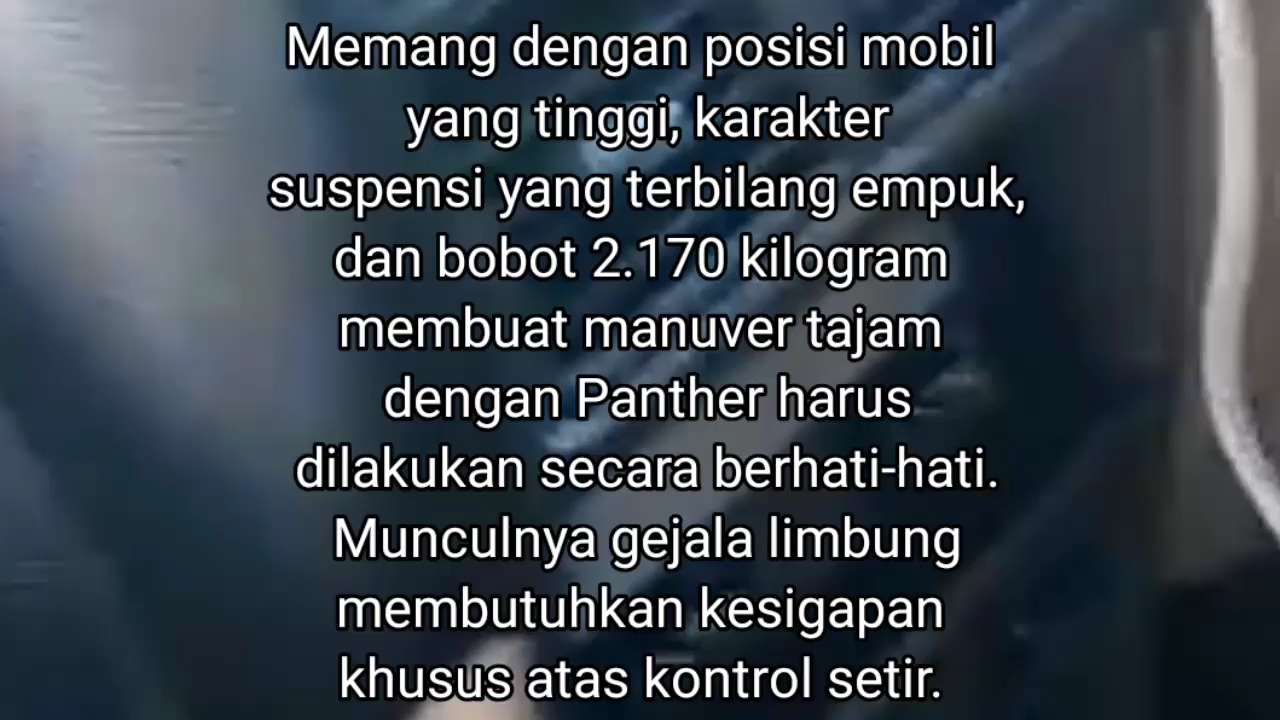 Memang dengan posisi mobil
yang tinggi, karakter
suspensi yang terbilang empuk,
dan bobot 2.170 kilogram
membuat manuver tajam
dengan Panther harus
dilakukan secara berhati-hati.
Munculnya gejala limbung
membutuhkan kesigapan
khusus atas kontrol setir.